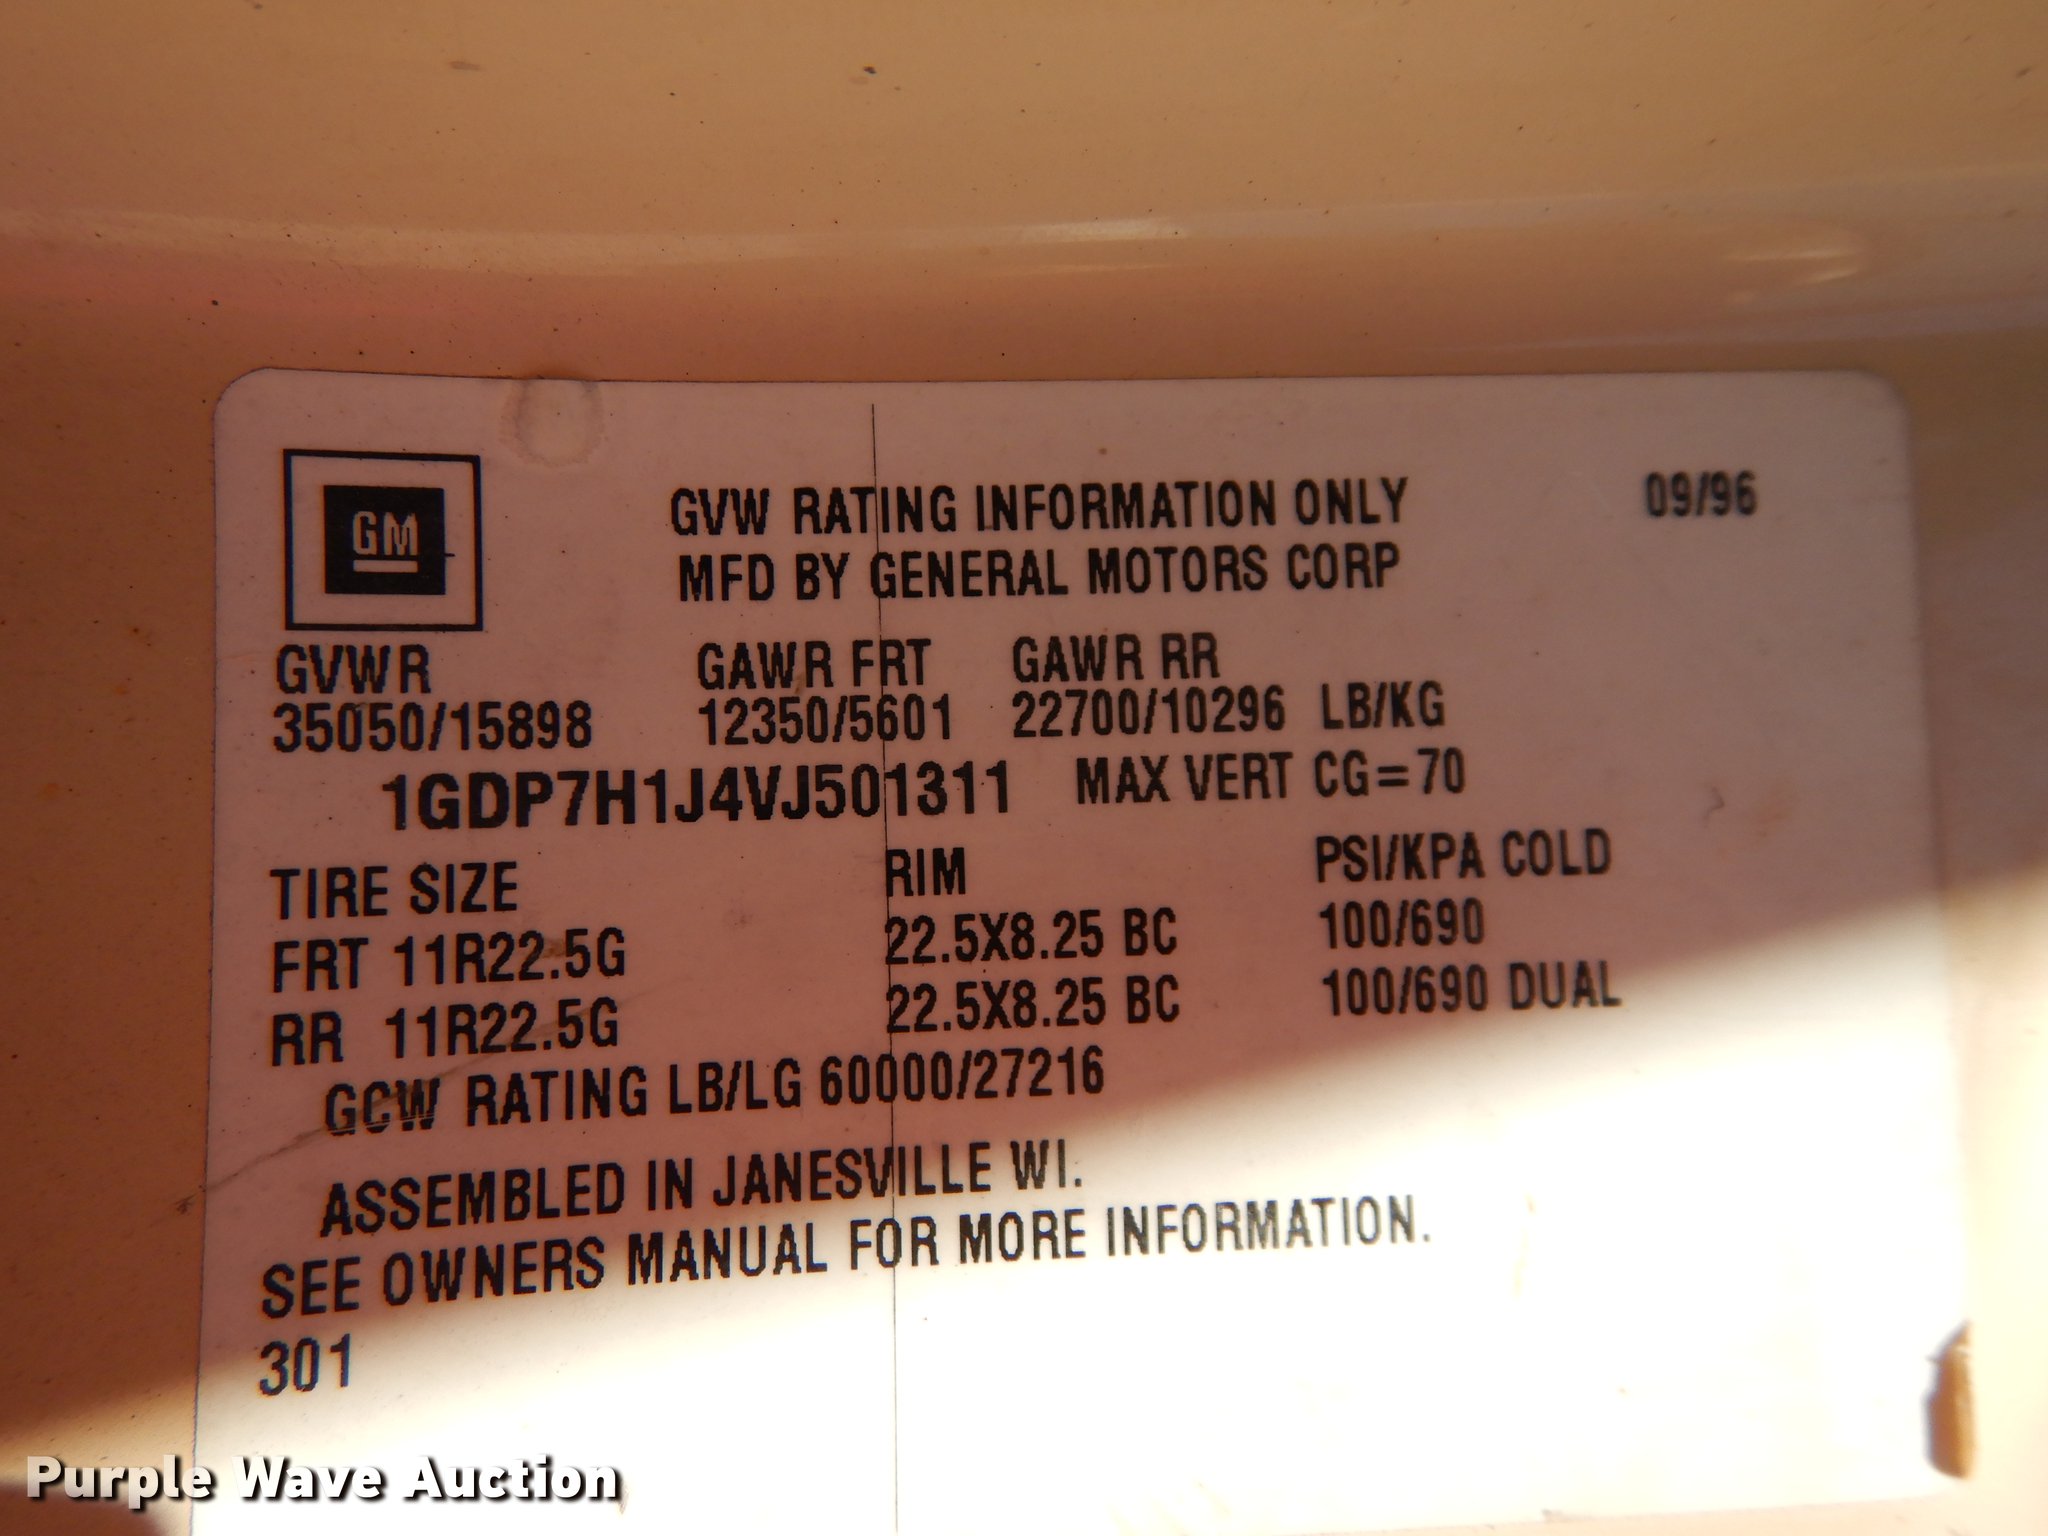 GM
GVW RATING INFORMATION ONLY 09/96
MFD BY GENERAL MOTORS CORP
GVWR GAWR FRT GAWR RR
35050/15898 12350/5601 22700/10296 LB/KG
1GDP7H1J4VJ501311 MAX VERT CG=70
TIRE SIZE RIM PSI/KPA COLD
FRT 11R22.5G 22.5X8.25 BC 100/690
RR 11R22.5G 22.5X8.25 BC 100/690 DUAL
GCW RATING LB/LG 60000/27216
ASSEMBLED IN JANESVILLE WI.
SEE OWNERS MANUAL FOR MORE INFORMATION.
301
Purple Wave Auction